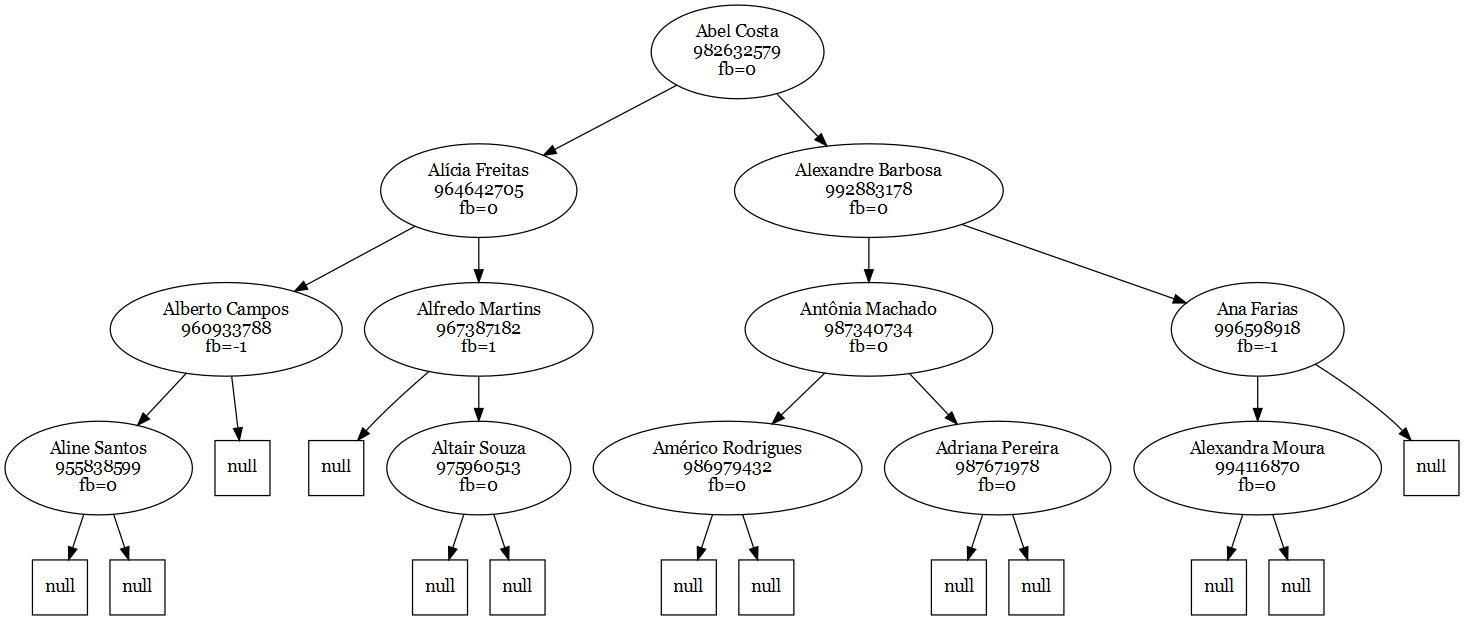 Abel Costa
982632579
fb=0
Alícia Freitas
964642705
fb=0
Alexandre Barbosa
992883178
fb=0
Alberto Campos
960933788
fb=-1
Alfredo Martins
967387182
fb=1
Antônia Machado
987340734
fb=0
Ana Farias
996598918
fb=-1
Aline Santos
955838599
fb=0
null
null
Altair Souza
975960513
fb=0
Américo Rodrigues
986979432
fb=0
Adriana Pereira
987671978
fb=0
Alexandra Moura
994116870
fb=0
null
null
null
null
null
null
null
null
null
null
null